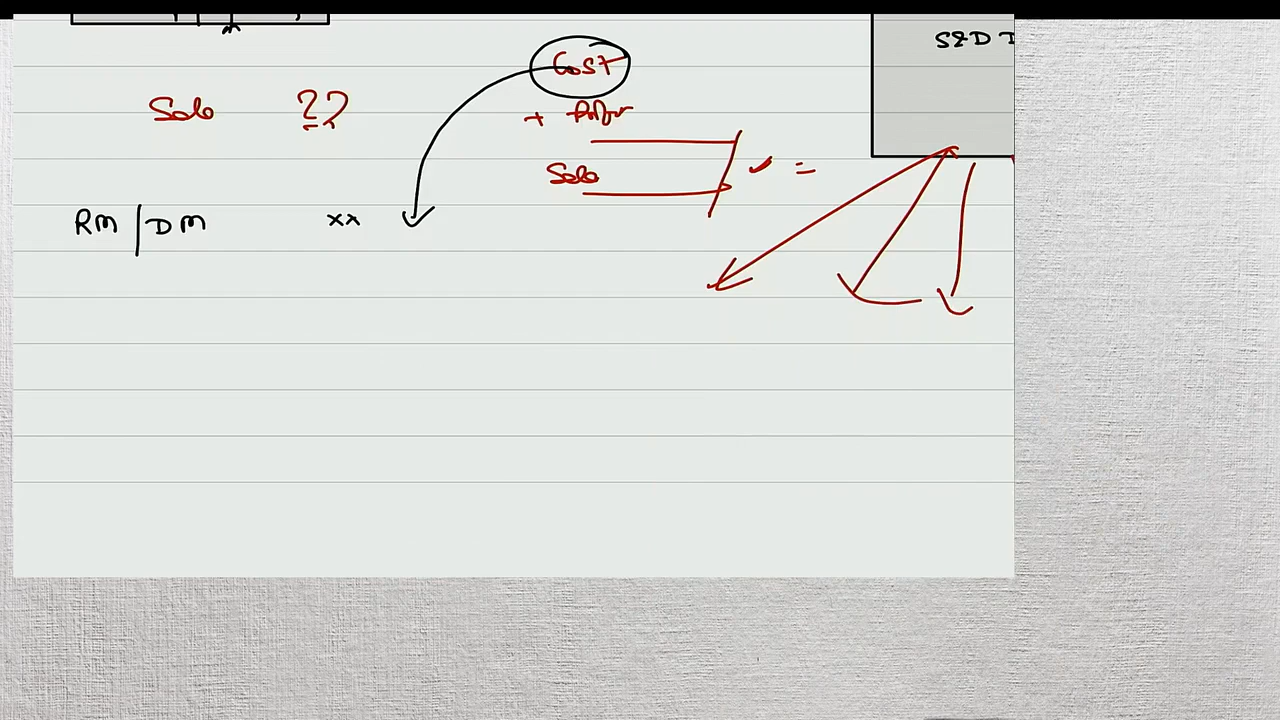 S&D
Cost
Sale ??
+ Profit
Sale =
RM | DM xx